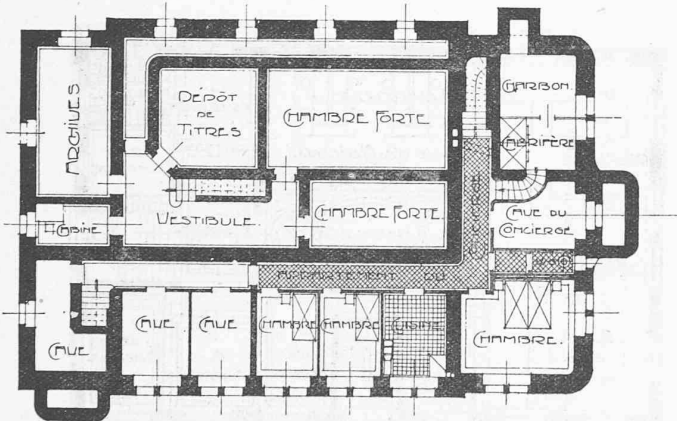 ARCHIVES
DÉPÔT
DE
TITRES
CHAMBRE FORTE
CHARBON.
CALORIFÈRE
CABINE
VESTIBULE
CHAMBRE FORTE.
CAVE DU
CONCIERGE
APPARTEMENT DU
CONCIERGE
CAVE
CAVE
CAVE
CHAMBRE
CHAMBRE
CUISINE
CHAMBRE.